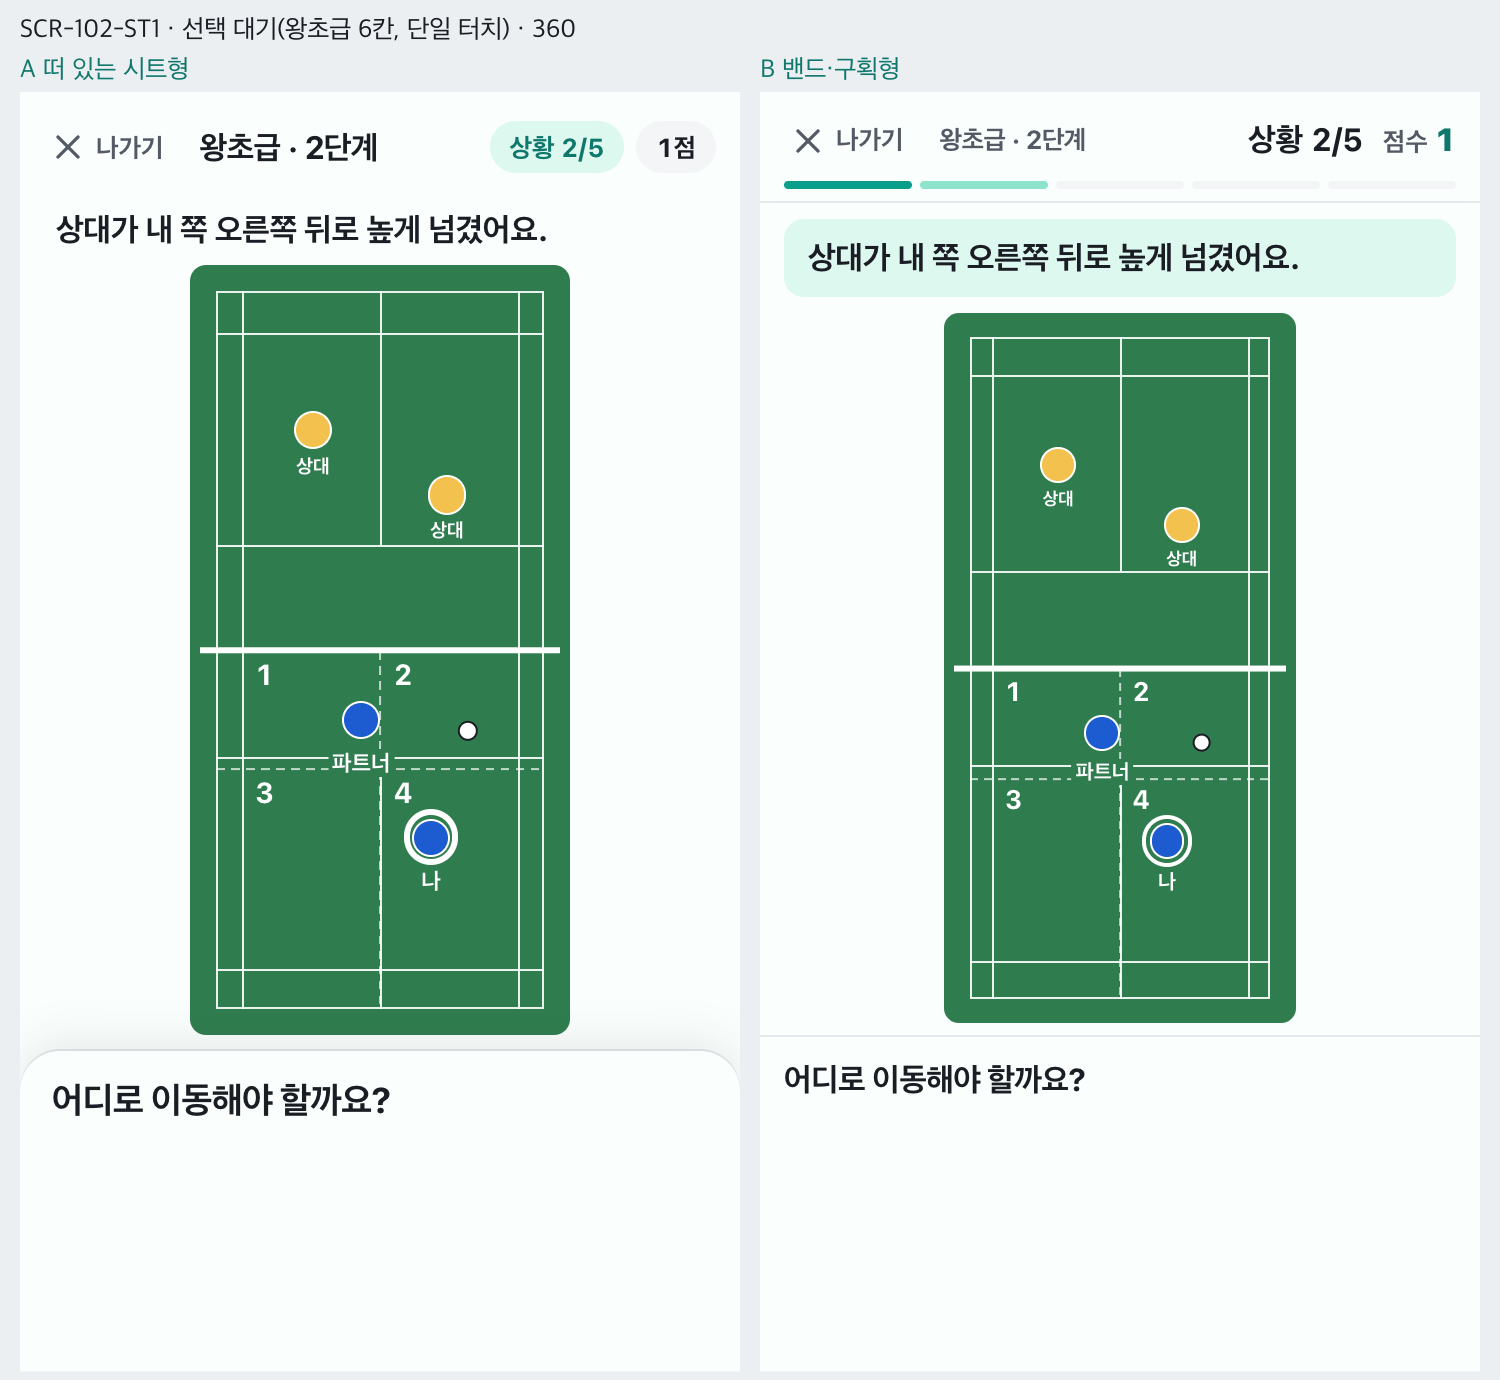 SCR-102-ST1 · 선택 대기(왕초급 6칸, 단일 터치) · 360
A 떠 있는 시트형
나가기 왕초급 · 2단계 상황 2/5 1점
상대가 내 쪽 오른쪽 뒤로 높게 넘겼어요.
상대
상대
1 2
파트너
3 4
나
어디로 이동해야 할까요?
B 밴드·구획형
나가기 왕초급 · 2단계 상황 2/5 점수 1
상대가 내 쪽 오른쪽 뒤로 높게 넘겼어요.
상대
상대
1 2
파트너
3 4
나
어디로 이동해야 할까요?